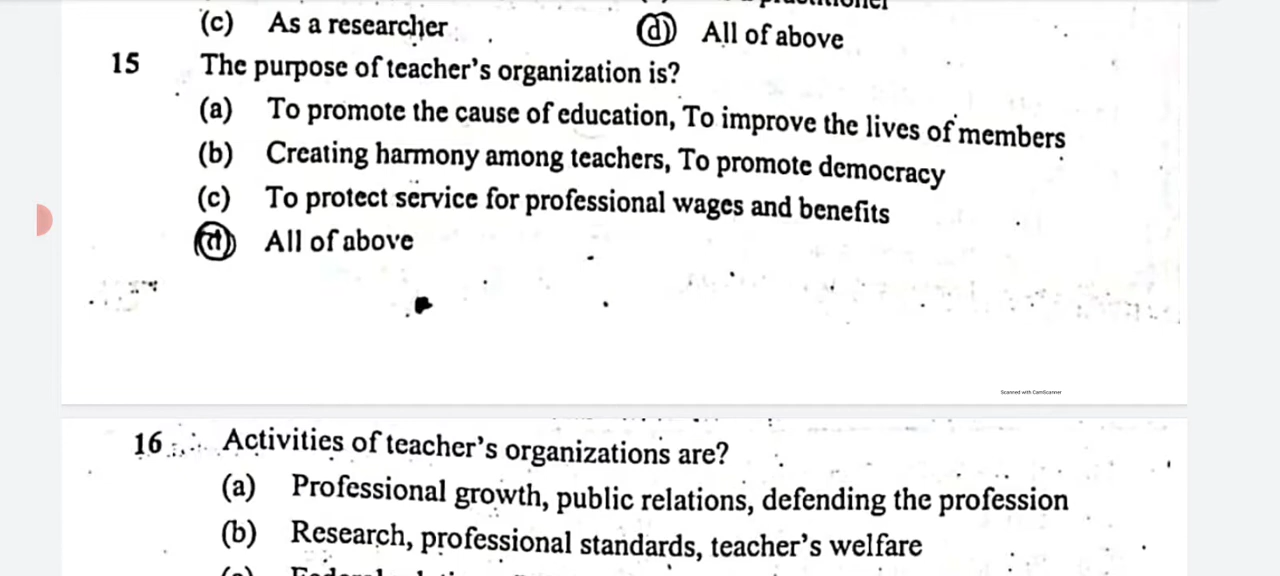 (c) As a researcher
(d) All of above
15 The purpose of teacher's organization is?
(a) To promote the cause of education, To improve the lives of members
(b) Creating harmony among teachers, To promote democracy
(c) To protect service for professional wages and benefits
(d) All of above
Scanned with CamScanner
16 Activities of teacher's organizations are?
(a) Professional growth, public relations, defending the profession
(b) Research, professional standards, teacher's welfare